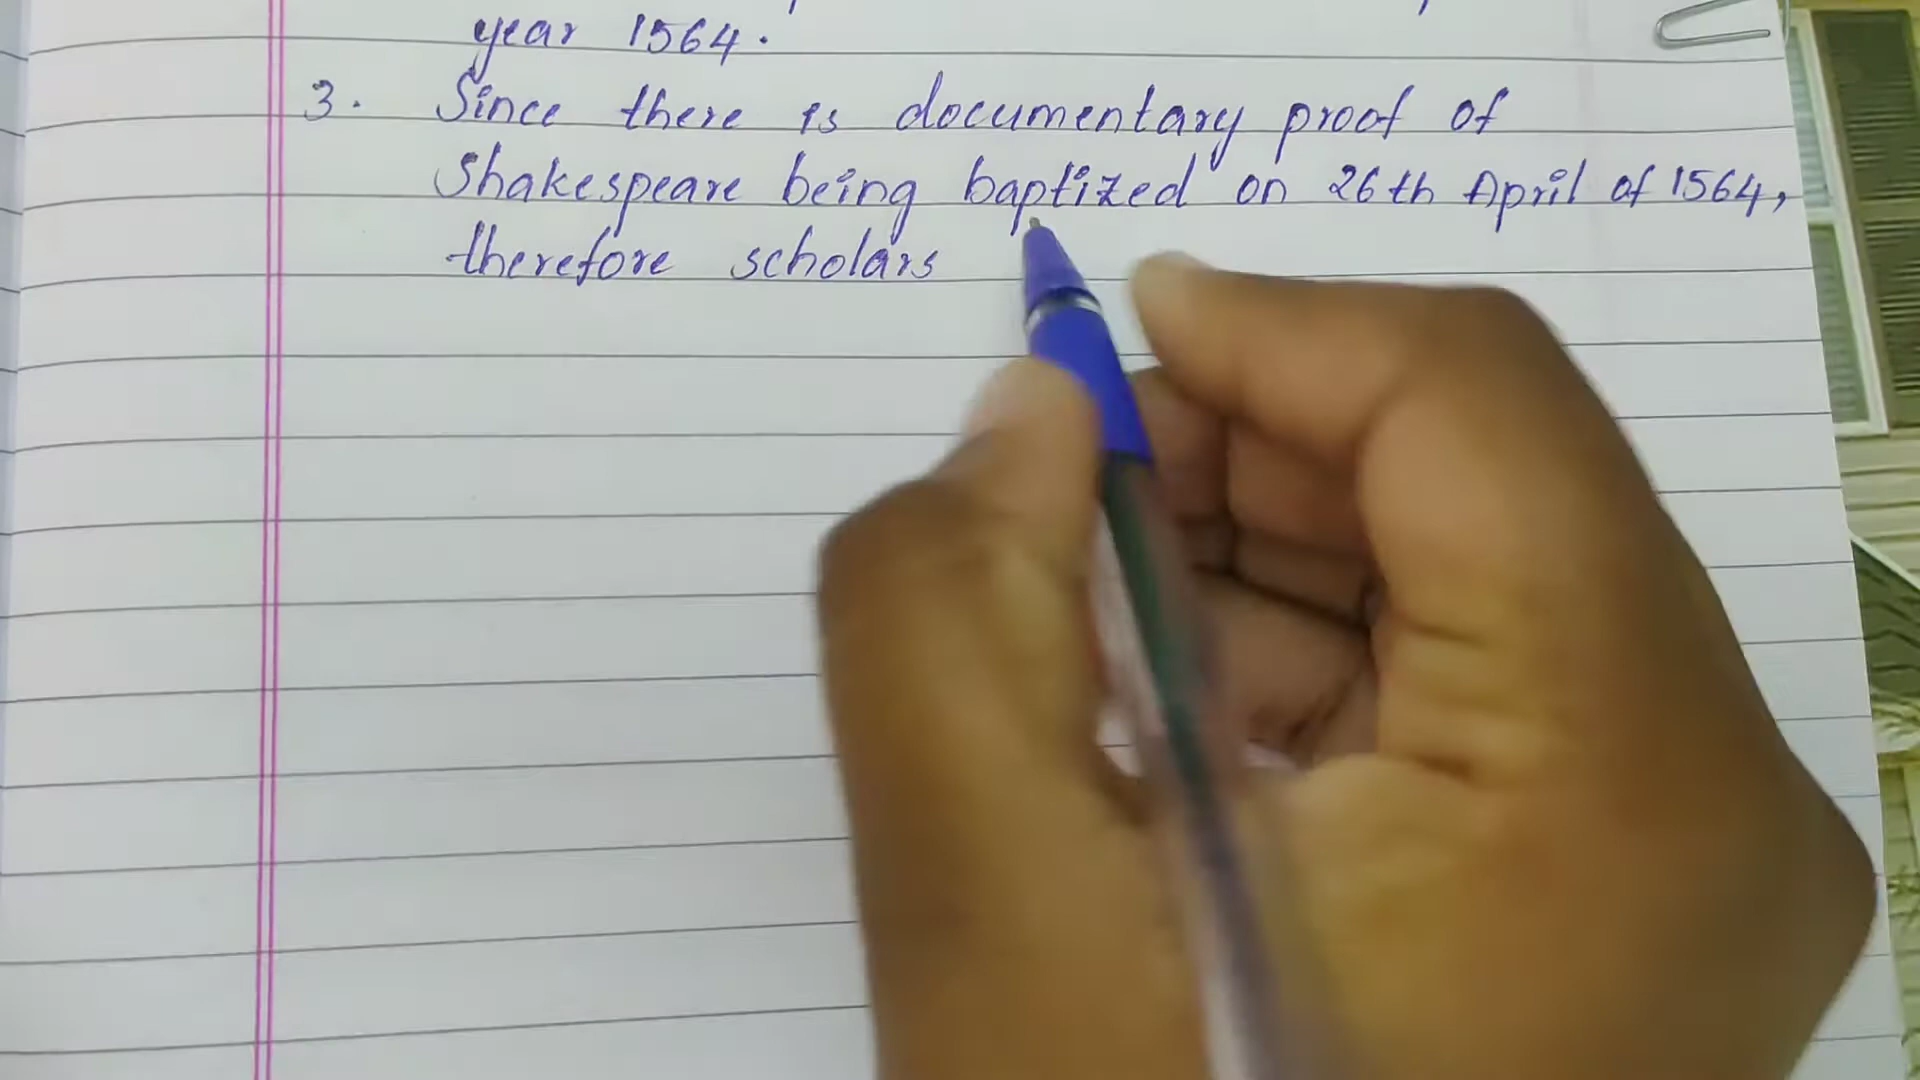 year 1564.
3. Since there is documentary proof of
Shakespeare being baptized on 26th April of 1564,
therefore scholars